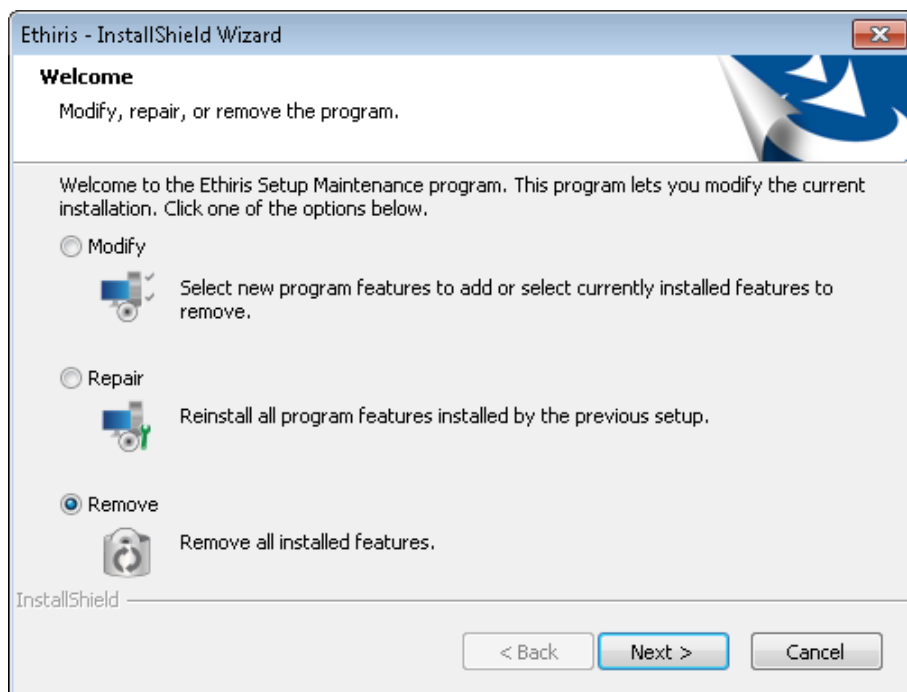 Ethiris - InstallShield Wizard
Welcome
Modify, repair, or remove the program.
Welcome to the Ethiris Setup Maintenance program. This program lets you modify the current
installation. Click one of the options below.
Modify
Select new program features to add or select currently installed features to
remove.
Repair
Reinstall all program features installed by the previous setup.
Remove
Remove all installed features.
InstallShield
< Back
Next >
Cancel